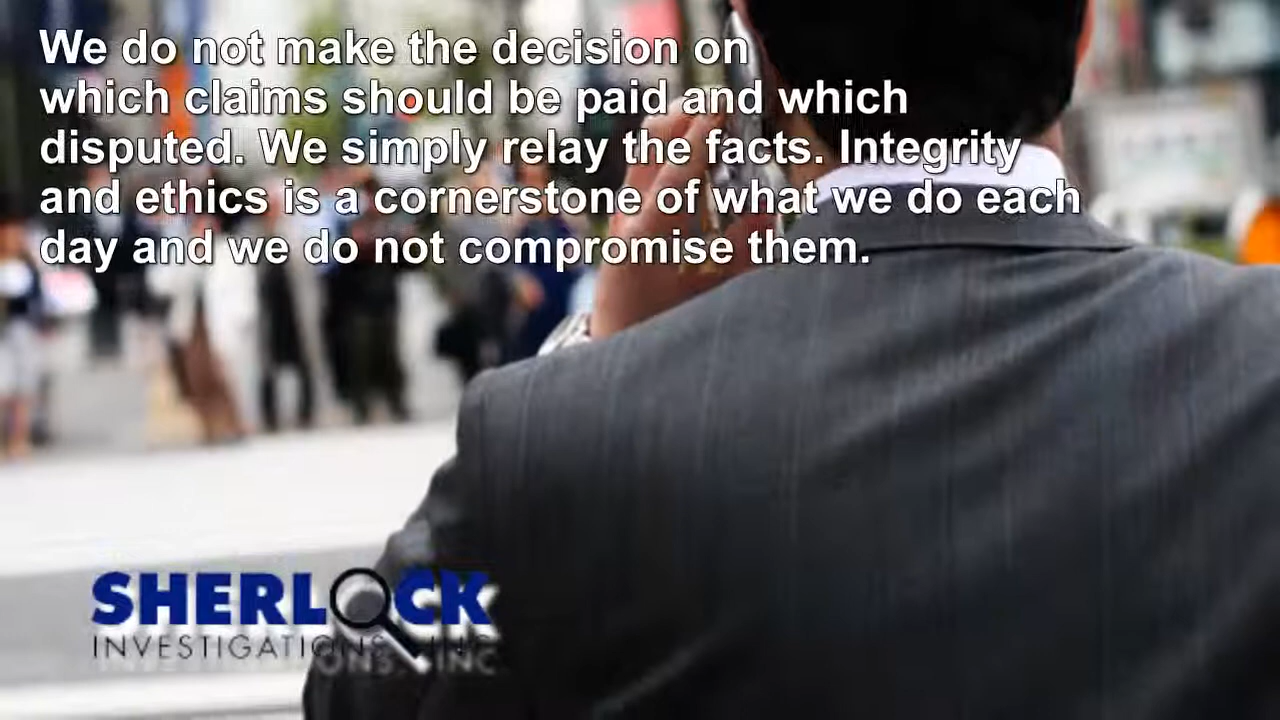 We do not make the decision on
which claims should be paid and which
disputed. We simply relay the facts. Integrity
and ethics is a cornerstone of what we do each
day and we do not compromise them.
SHERLOCK
INVESTIGATIONS INC